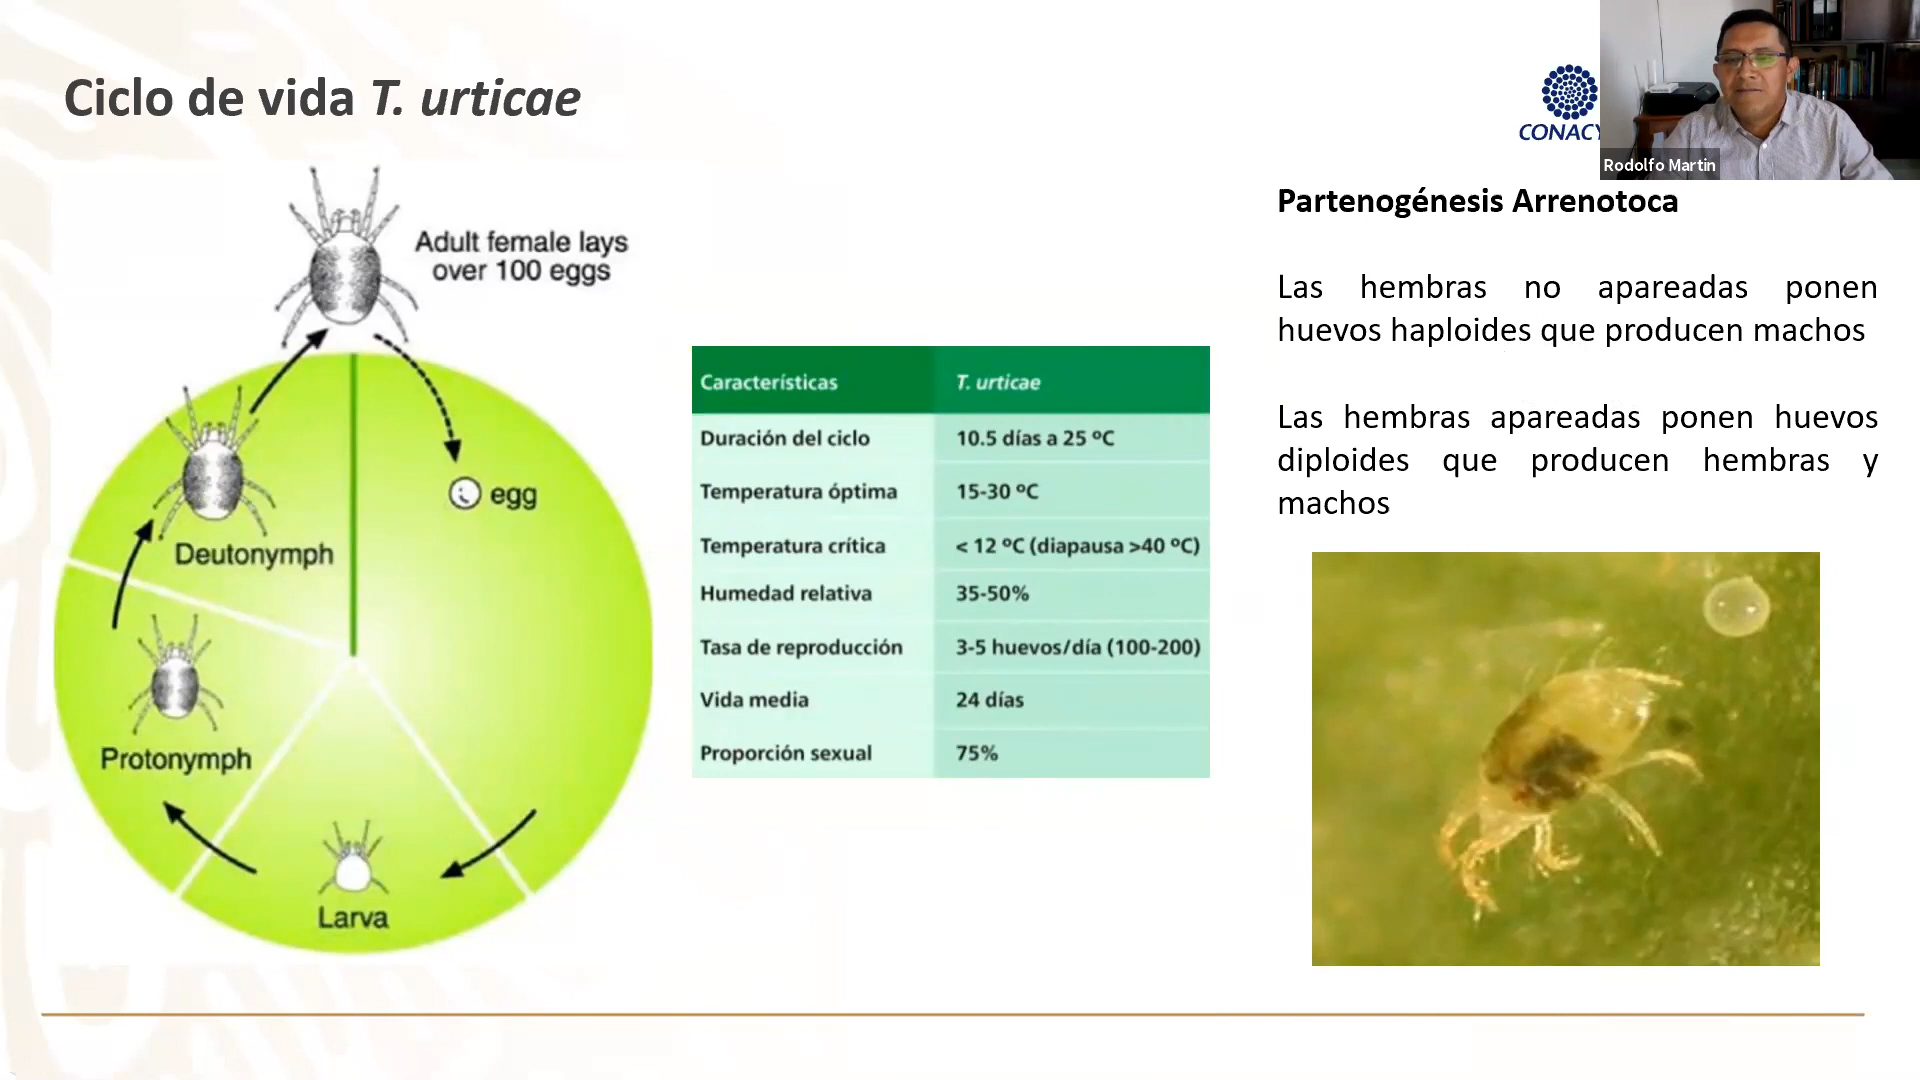 Ciclo de vida T. urticae
CONACY
Rodolfo Martin
Adult female lays
over 100 eggs
egg
Deutonymph
Protonymph
Larva
Características T. urticae
Duración del ciclo 10.5 días a 25 ºC
Temperatura óptima 15-30 ºC
Temperatura crítica < 12 ºC (diapausa >40 ºC)
Humedad relativa 35-50%
Tasa de reproducción 3-5 huevos/día (100-200)
Vida media 24 días
Proporción sexual 75%
Partenogénesis Arrenotoca
Las hembras no apareadas ponen
huevos haploides que producen machos
Las hembras apareadas ponen huevos
diploides que producen hembras y
machos